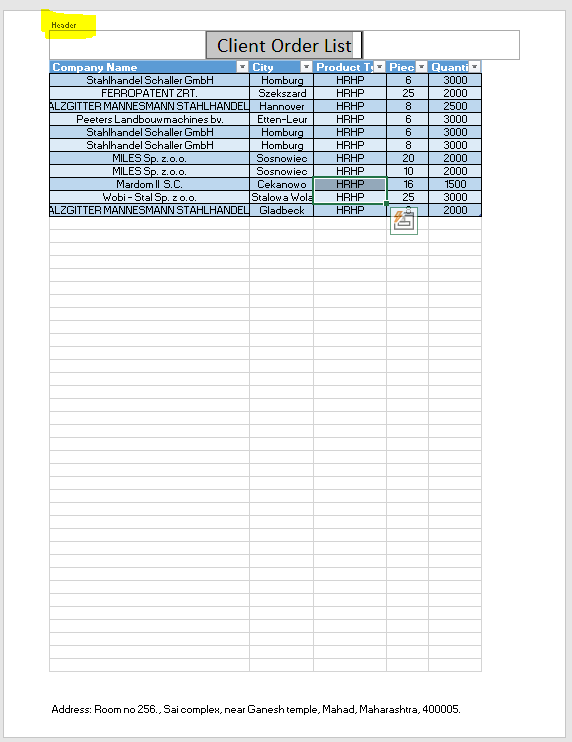 Header
Client Order List
Company Name City Product Ty Piec Quanti
Stahlhandel Schaller GmbH Homburg HRHP 6 3000
FERROPATENT ZRT. Szekszard HRHP 25 2000
ALZGITTER MANNESMANN STAHLHANDEL Hannover HRHP 8 2500
Peeters Landbouwmachines bv. Etten-Leur HRHP 6 3000
Stahlhandel Schaller GmbH Homburg HRHP 6 3000
Stahlhandel Schaller GmbH Homburg HRHP 8 3000
MILES Sp. z.o.o. Sosnowiec HRHP 20 2000
MILES Sp. z.o.o. Sosnowiec HRHP 10 2000
Mardom II S.C. Cekanowo HRHP 16 1500
Wobi - Stal Sp. z o.o. Stalowa Wola HRHP 25 3000
ALZGITTER MANNESMANN STAHLHANDEL Gladbeck HRHP 2000
Address: Room no 256., Sai complex, near Ganesh temple, Mahad, Maharashtra, 400005.